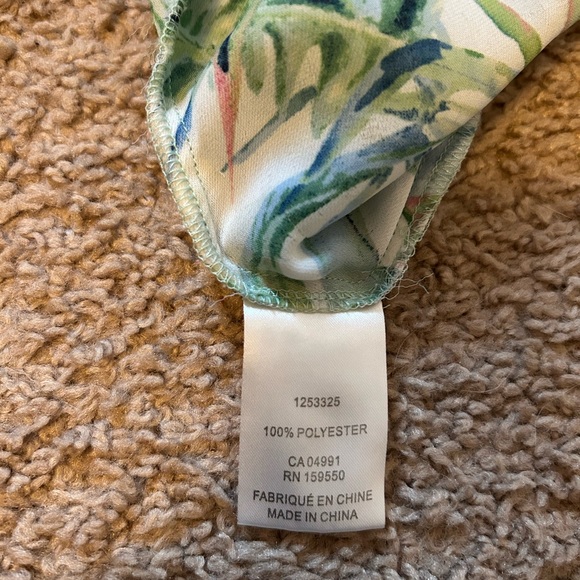 1253325
100% POLYESTER
CA 04991
RN 159550
FABRIQUÉ EN CHINE
MADE IN CHINA